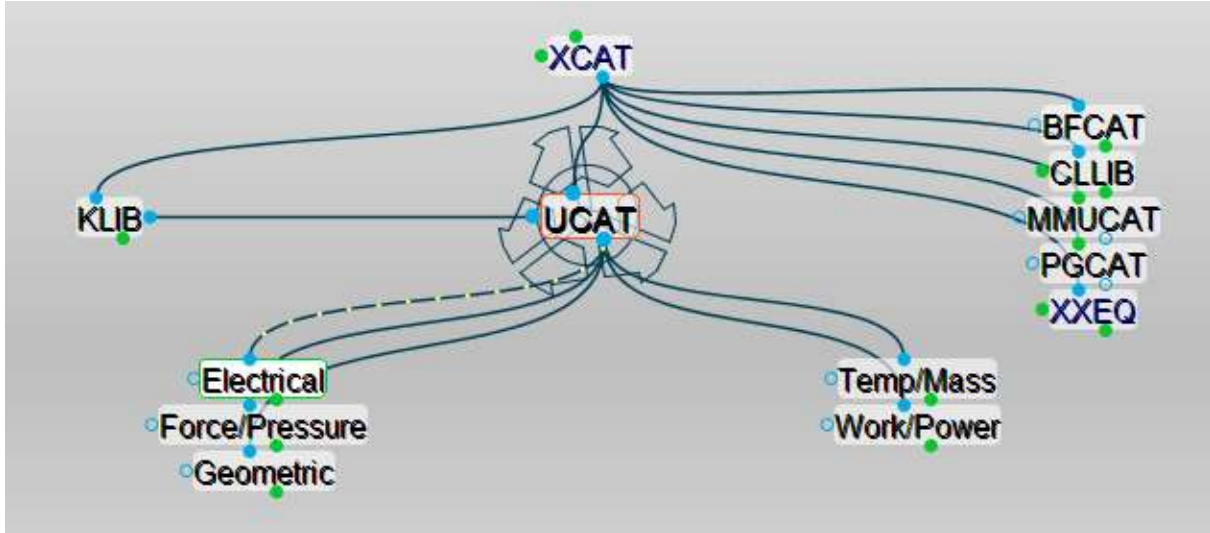 XCAT
BFCAT
CLLIB
KLIB
UCAT
MMUCAT
PGCAT
XXEQ
Electrical
Temp/Mass
Force/Pressure
Work/Power
Geometric